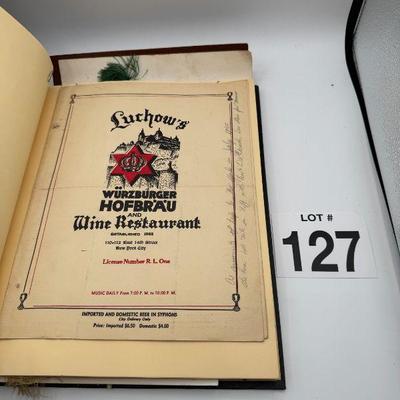 Luchow's
WÜRZBURGER
HOFBRÄU
AND
Wine Restaurant
ESTABLISHED 1882
110-112 East 14th Street
New York City
License Number R. L. One
MUSIC DAILY From 7:00 P. M. to 10:00 P. M.
IMPORTED AND DOMESTIC BEER IN SYPHONS
City Delivery Only
Price: Imported $6.50 Domestic $4.00
LOT #
127